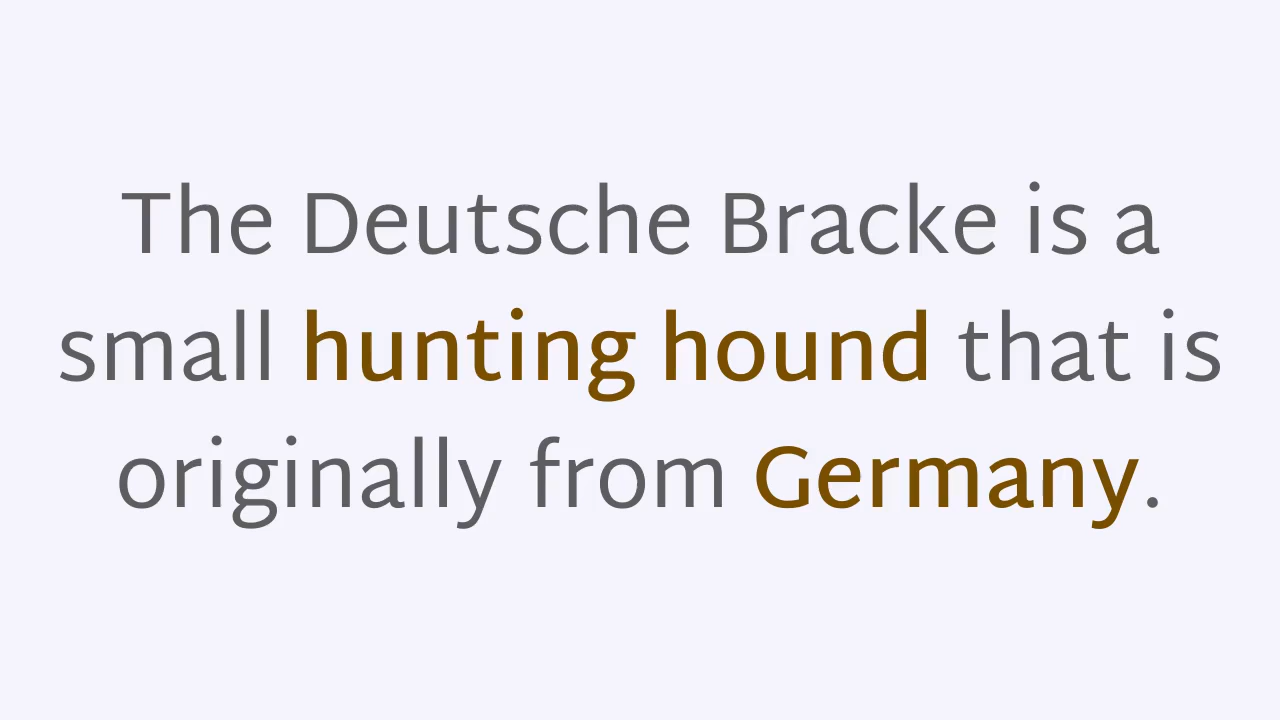 The Deutsche Bracke is a
small hunting hound that is
originally from Germany.